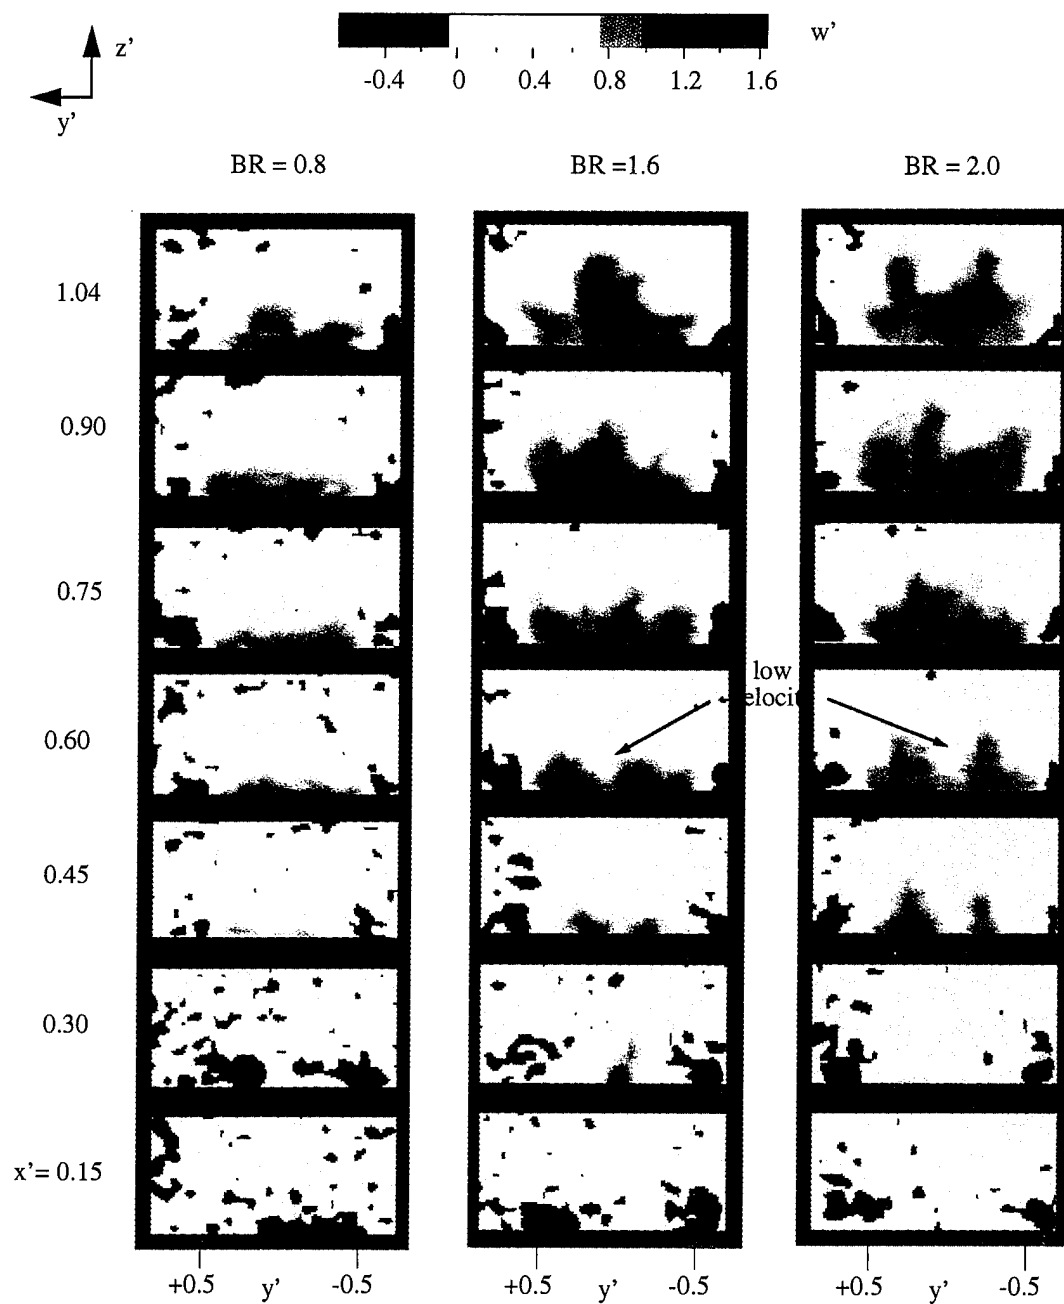 z'
w'
-0.4 0 0.4 0.8 1.2 1.6
y'
BR = 0.8 BR =1.6 BR = 2.0
1.04
0.90
0.75
low
elocit
0.60
0.45
0.30
x'= 0.15
+0.5 y' -0.5 +0.5 y' -0.5 +0.5 y' -0.5